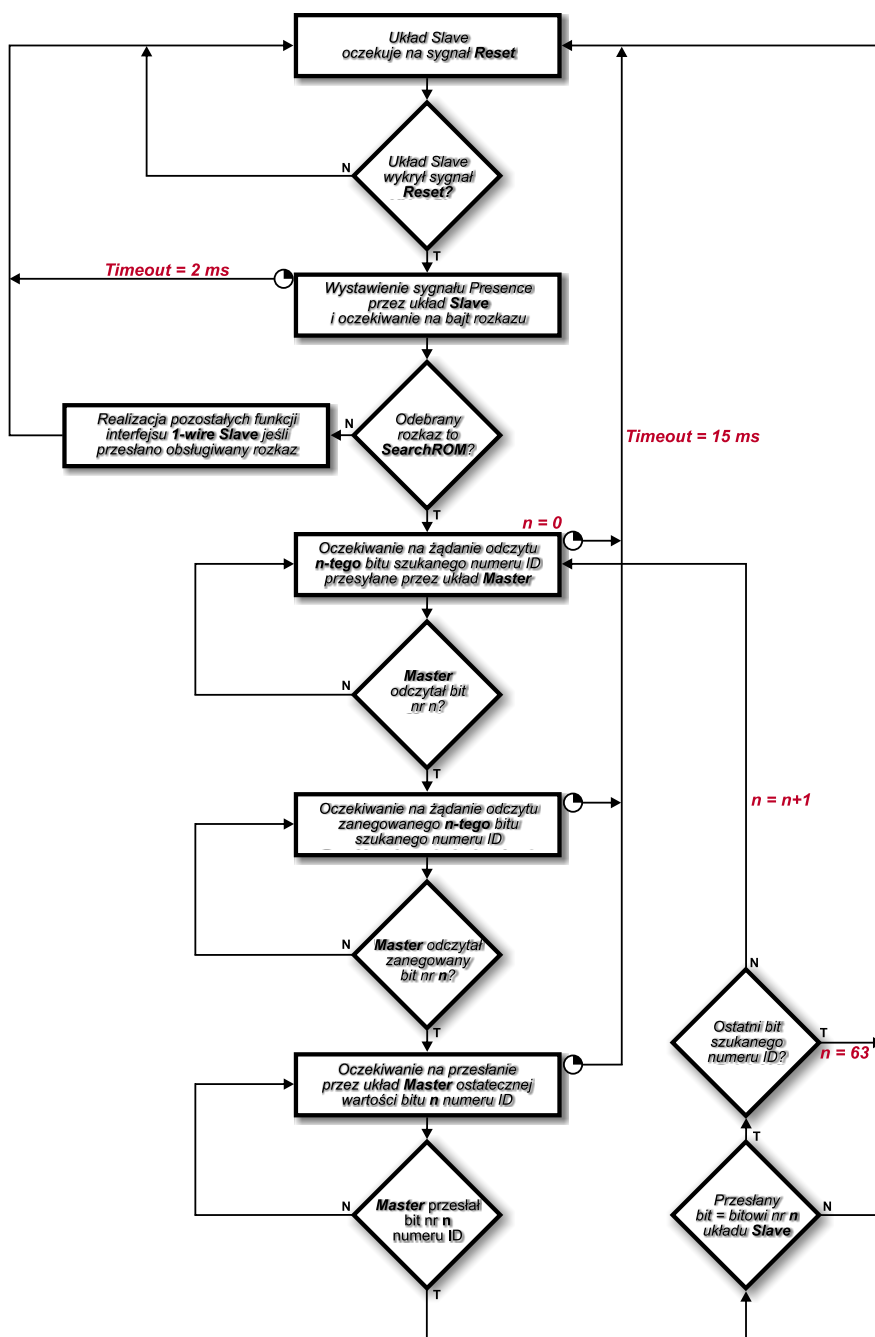 Układ Slave
oczekuje na sygnał Reset
Układ Slave
wykrył sygnał
Reset?
N
T
Timeout = 2 ms
Wystawienie sygnału Presence
przez układ Slave
i oczekiwanie na bajt rozkazu
Realizacja pozostałych funkcji
interfejsu 1-wire Slave jeśli
przesłano obsługiwany rozkaz
N
Odebrany
rozkaz to
SearchROM?
T
Timeout = 15 ms
n = 0
Oczekiwanie na żądanie odczytu
n-tego bitu szukanego numeru ID
przesyłane przez układ Master
N
Master
odczytał bit
nr n?
T
Oczekiwanie na żądanie odczytu
zanegowanego n-tego bitu
szukanego numeru ID
n = n+1
N
Master odczytał
zanegowany
bit nr n?
T
Oczekiwanie na przesłanie
przez układ Master ostatecznej
wartości bitu n numeru ID
N
Master przesłał
bit nr n
numeru ID
T
N
Ostatni bit
szukanego
numeru ID?
T
n = 63
T
Przesłany
bit = bitowi nr n
układu Slave
N